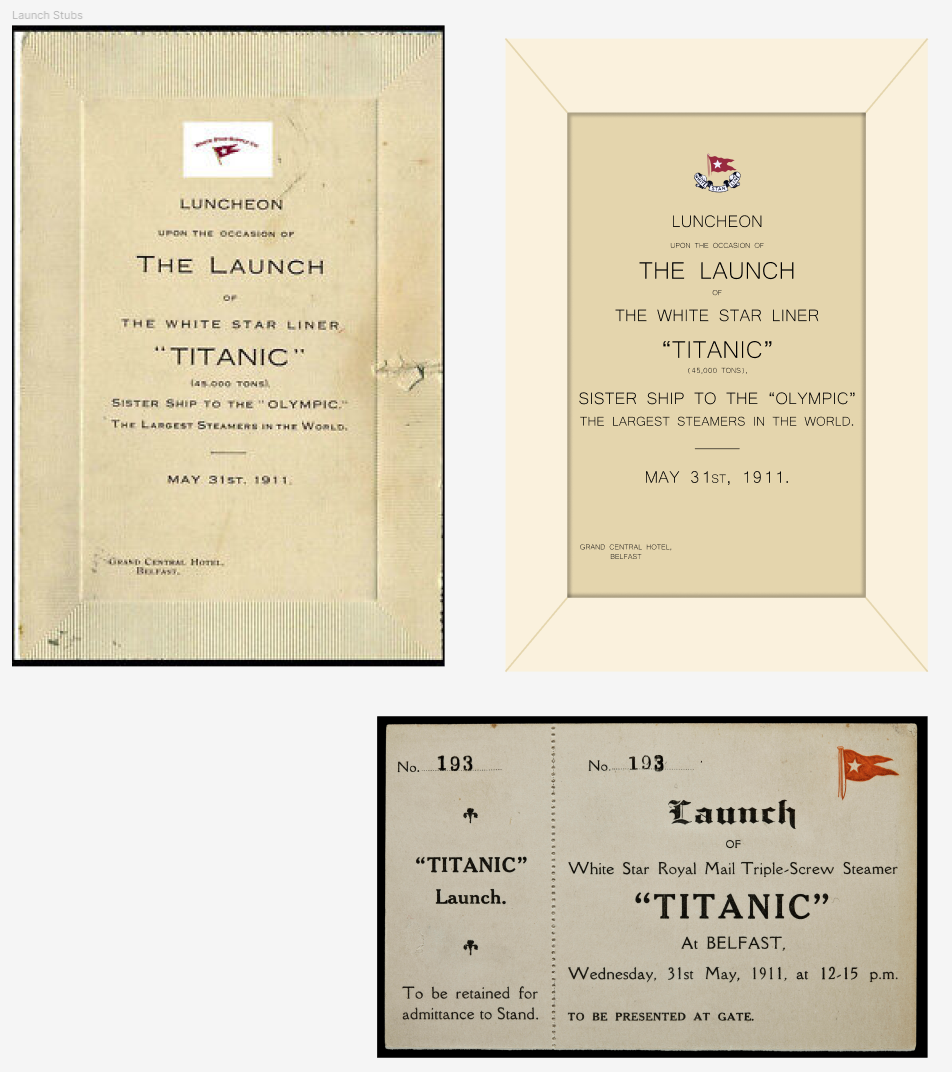 Launch Stubs
WHITE STAR SUPPLY CO
LUNCHEON
UPON THE OCCASION OF
THE LAUNCH
OF
THE WHITE STAR LINER
"TITANIC"
(45,000 TONS),
SISTER SHIP TO THE "OLYMPIC."
THE LARGEST STEAMERS IN THE WORLD.
MAY 31ST. 1911.
GRAND CENTRAL HOTEL,
BELFAST.
STAR
LUNCHEON
UPON THE OCCASION OF
THE LAUNCH
OF
THE WHITE STAR LINER
“TITANIC”
(45,000 TONS),
SISTER SHIP TO THE “OLYMPIC”
THE LARGEST STEAMERS IN THE WORLD.
MAY 31ST, 1911.
GRAND CENTRAL HOTEL,
BELFAST
No. 193
“TITANIC”
Launch.
To be retained for
admittance to Stand.
No. 193
Launch
OF
White Star Royal Mail Triple-Screw Steamer
“TITANIC”
At BELFAST,
Wednesday, 31st May, 1911, at 12-15 p.m.
TO BE PRESENTED AT GATE.